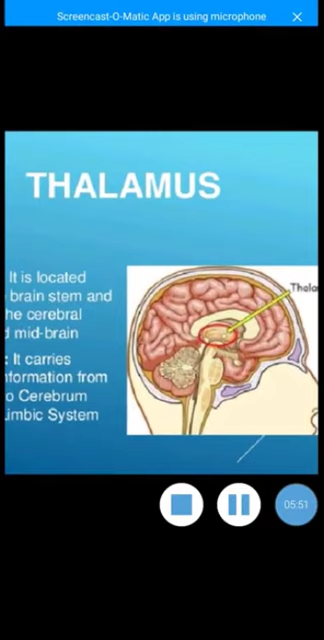 Screencast-O-Matic App is using microphone
THALAMUS
It is located
brain stem and
he cerebral
mid-brain
: It carries
nformation from
o Cerebrum
imbic System
Thala
05:51